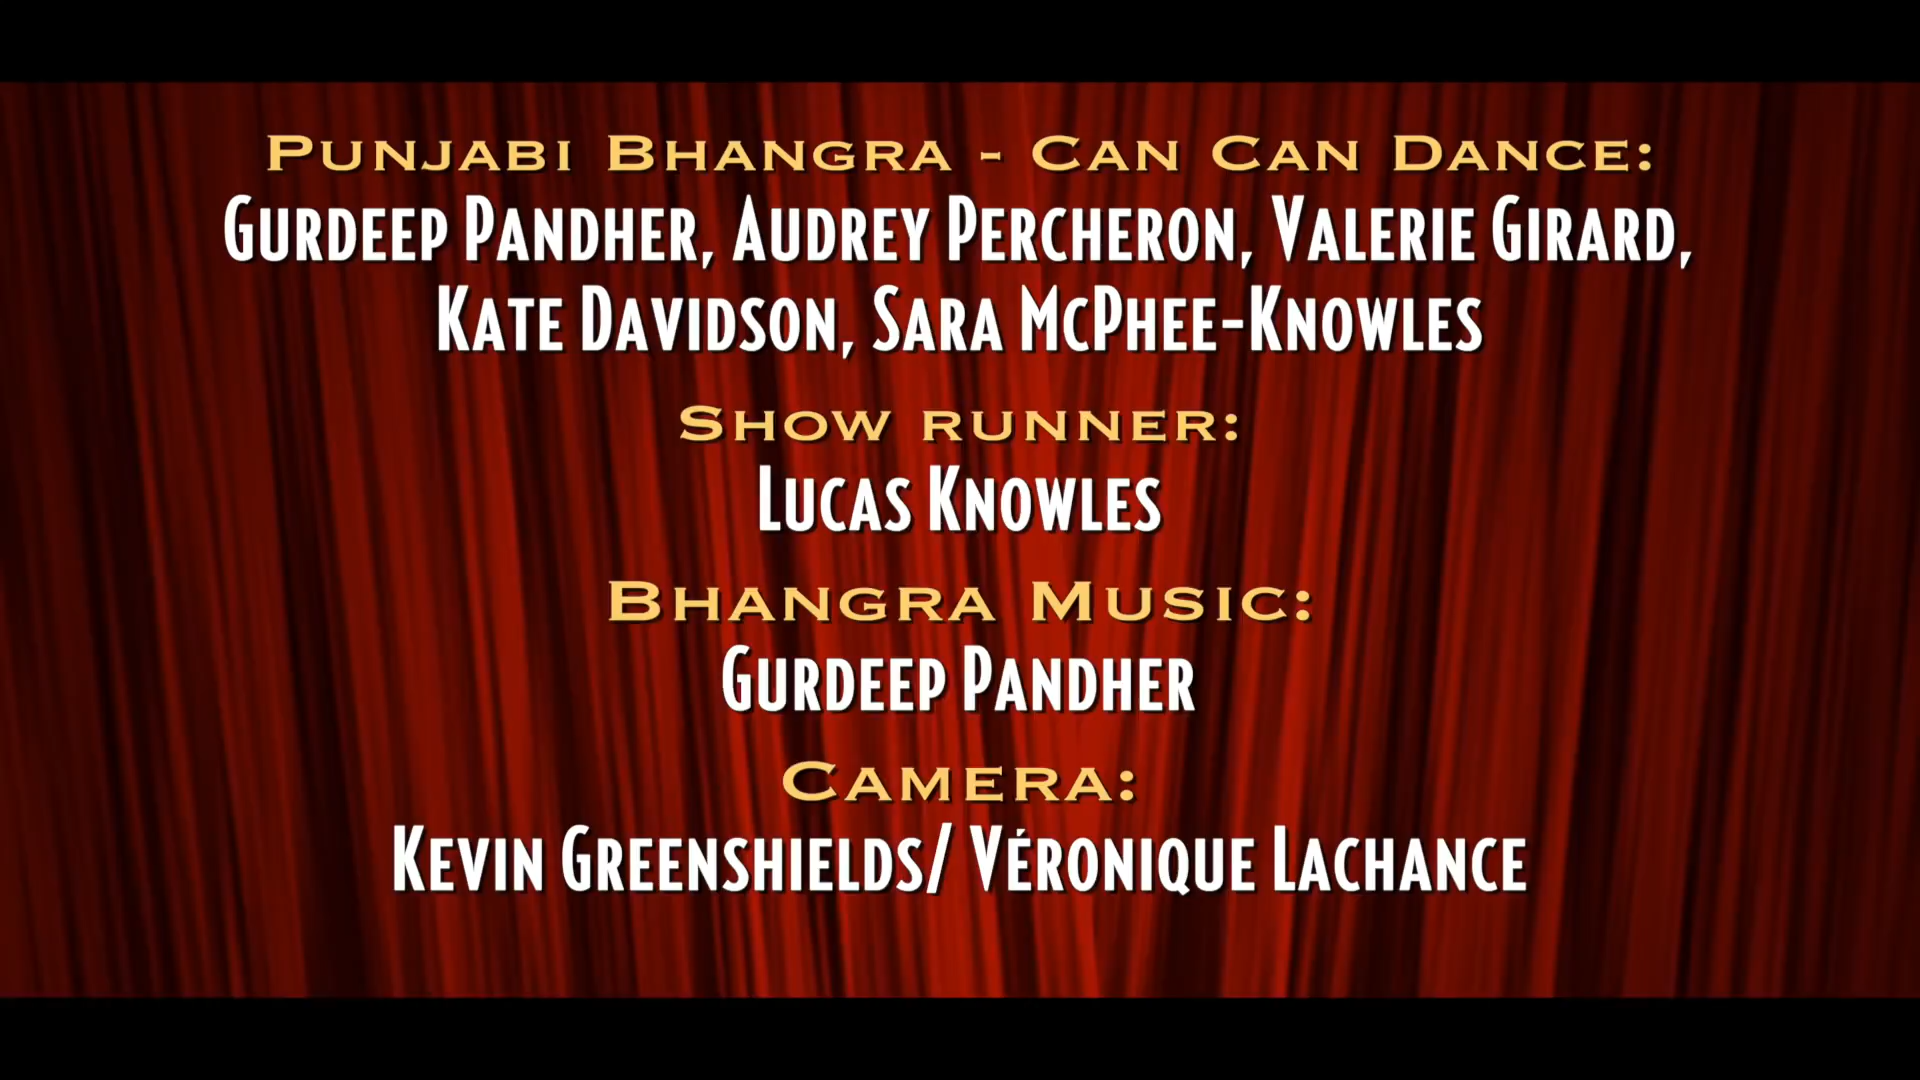 Punjabi Bhangra - Can Can Dance:
Gurdeep Pandher, Audrey Percheron, Valerie Girard,
Kate Davidson, Sara McPhee-Knowles
Show runner:
Lucas Knowles
Bhangra Music:
Gurdeep Pandher
Camera:
Kevin Greenshields/ Véronique Lachance